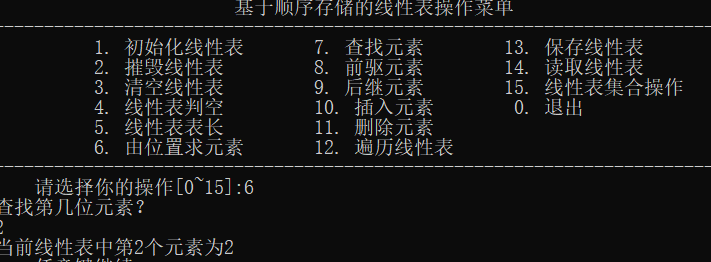 基于顺序存储的线性表操作菜单
1. 初始化线性表 7. 查找元素 13. 保存线性表
2. 摧毁线性表 8. 前驱元素 14. 读取线性表
3. 清空线性表 9. 后继元素 15. 线性表集合操作
4. 线性表判空 10. 插入元素 0. 退出
5. 线性表表长 11. 删除元素
6. 由位置求元素 12. 遍历线性表
请选择你的操作[0~15]:6
查找第几位元素?
2
当前线性表中第2个元素为2